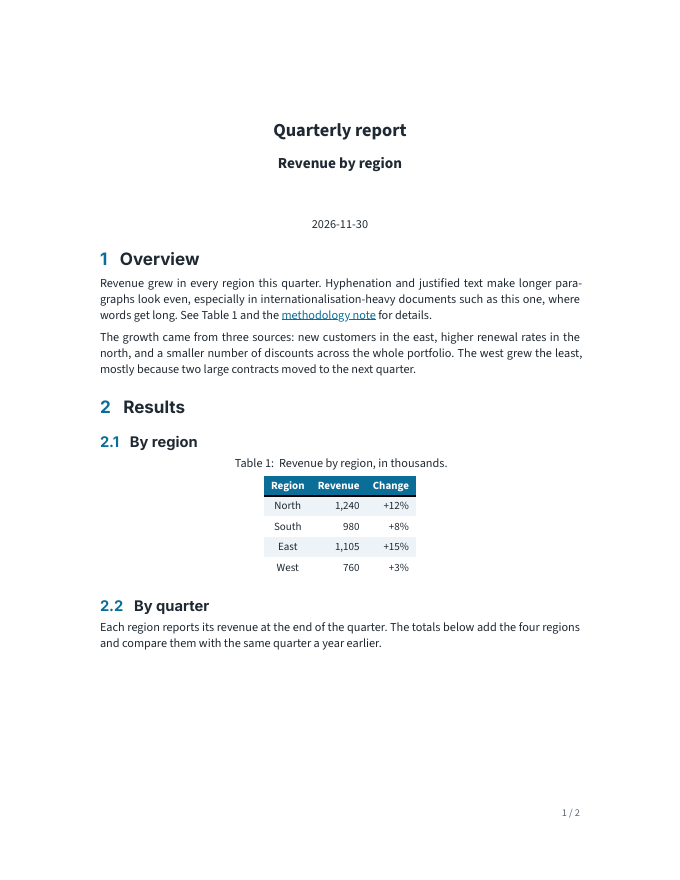 Quarterly report
Revenue by region
2026-11-30
1 Overview
Revenue grew in every region this quarter. Hyphenation and justified text make longer para-
graphs look even, especially in internationalisation-heavy documents such as this one, where
words get long. See Table 1 and the methodology note for details.
The growth came from three sources: new customers in the east, higher renewal rates in the
north, and a smaller number of discounts across the whole portfolio. The west grew the least,
mostly because two large contracts moved to the next quarter.
2 Results
2.1 By region
Table 1: Revenue by region, in thousands.
Region Revenue Change
North 1,240 +12%
South 980 +8%
East 1,105 +15%
West 760 +3%
2.2 By quarter
Each region reports its revenue at the end of the quarter. The totals below add the four regions
and compare them with the same quarter a year earlier.
1 / 2